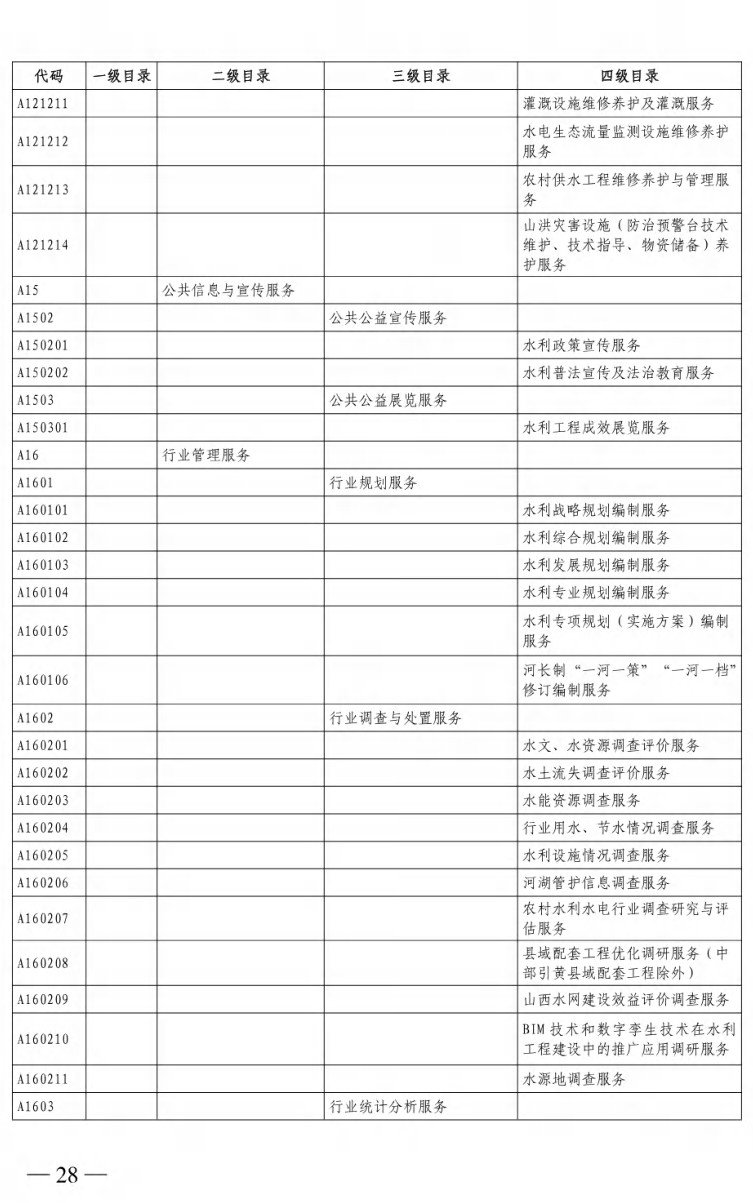 代码 一级目录 二级目录 三级目录 四级目录
A121211 灌溉设施维修养护及灌溉服务
A121212 水电生态流量监测设施维修养护
服务
A121213 农村供水工程维修养护与管理服
务
A121214 山洪灾害设施（防治预警台技术
维护、技术指导、物资储备）养
护服务
A15 公共信息与宣传服务
A1502 公共公益宣传服务
A150201 水利政策宣传服务
A150202 水利普法宣传及法治教育服务
A1503 公共公益展览服务
A150301 水利工程成效展览服务
A16 行业管理服务
A1601 行业规划服务
A160101 水利战略规划编制服务
A160102 水利综合规划编制服务
A160103 水利发展规划编制服务
A160104 水利专业规划编制服务
A160105 水利专项规划（实施方案）编制
服务
A160106 河长制“一河一策” “一河一档”
修订编制服务
A1602 行业调查与处置服务
A160201 水文、水资源调查评价服务
A160202 水土流失调查评价服务
A160203 水能资源调查服务
A160204 行业用水、节水情况调查服务
A160205 水利设施情况调查服务
A160206 河湖管护信息调查服务
A160207 农村水利水电行业调查研究与评
估服务
A160208 县域配套工程优化调研服务（中
部引黄县域配套工程除外）
A160209 山西水网建设效益评价调查服务
A160210 BIM 技术和数字孪生技术在水利
工程建设中的推广应用调研服务
A160211 水源地调查服务
A1603 行业统计分析服务
— 28 —